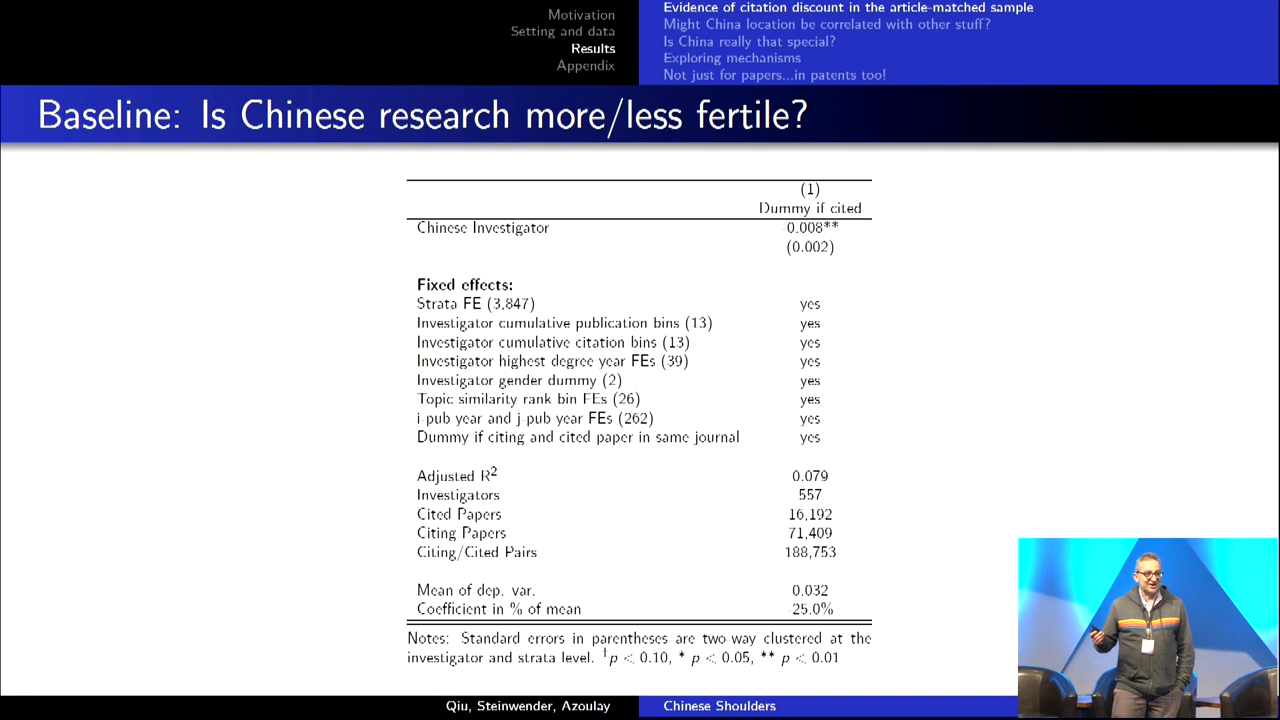 Motivation
Setting and data
Results
Appendix
Evidence of citation discount in the article-matched sample
Might China location be correlated with other stuff?
Is China really that special?
Exploring mechanisms
Not just for papers...in patents too!
Baseline: Is Chinese research more/less fertile?
(1)
Dummy if cited
Chinese Investigator -0.008**
(0.002)
Fixed effects:
Strata FE (3,847) yes
Investigator cumulative publication bins (13) yes
Investigator cumulative citation bins (13) yes
Investigator highest degree year FEs (39) yes
Investigator gender dummy (2) yes
Topic similarity rank bin FEs (26) yes
i-pub year and j pub year FEs (262) yes
Dummy if citing and cited paper in same journal yes
Adjusted R² 0.079
Investigators 557
Cited Papers 16,192
Citing Papers 71,409
Citing/Cited Pairs 188,753
Mean of dep. var. 0.032
Coefficient in % of mean -25.0%
Notes: Standard errors in parentheses are two-way clustered at the
investigator and strata level. †p < 0.10, * p < 0.05, ** p < 0.01
Qiu, Steinwender, Azoulay
Chinese Shoulders